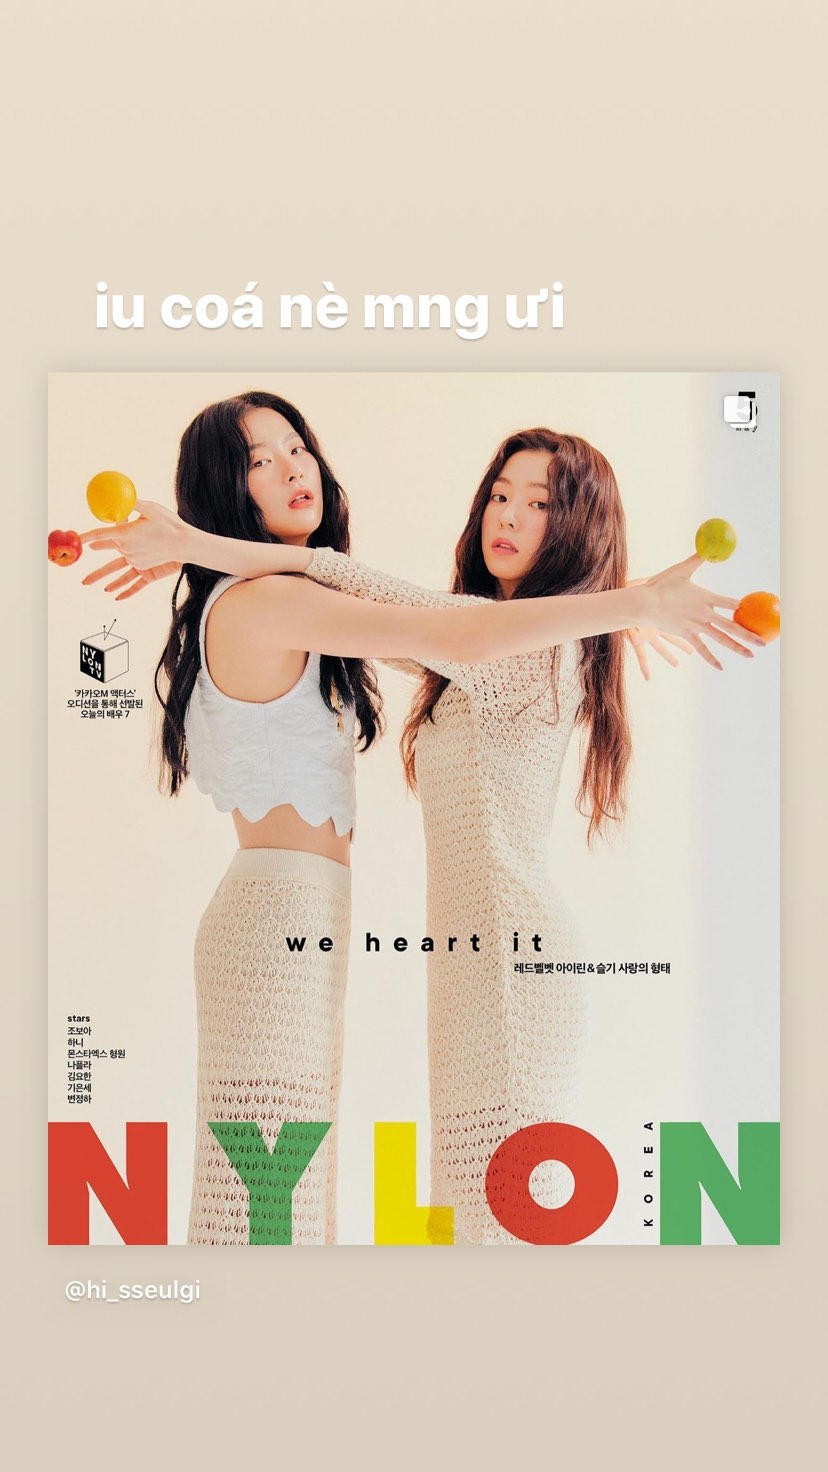 iu coá nè mng ưi
5
may
NY
LON
TV
‘카카오M 액터스’
오디션을 통해 선발된
오늘의 배우 7
we heart it
레드벨벳 아이린&슬기 사랑의 형태
stars
조보아
하니
몬스타엑스 형원
나플라
김요한
기은세
변정하
NYLON
KOREA
@hi_sseulgi